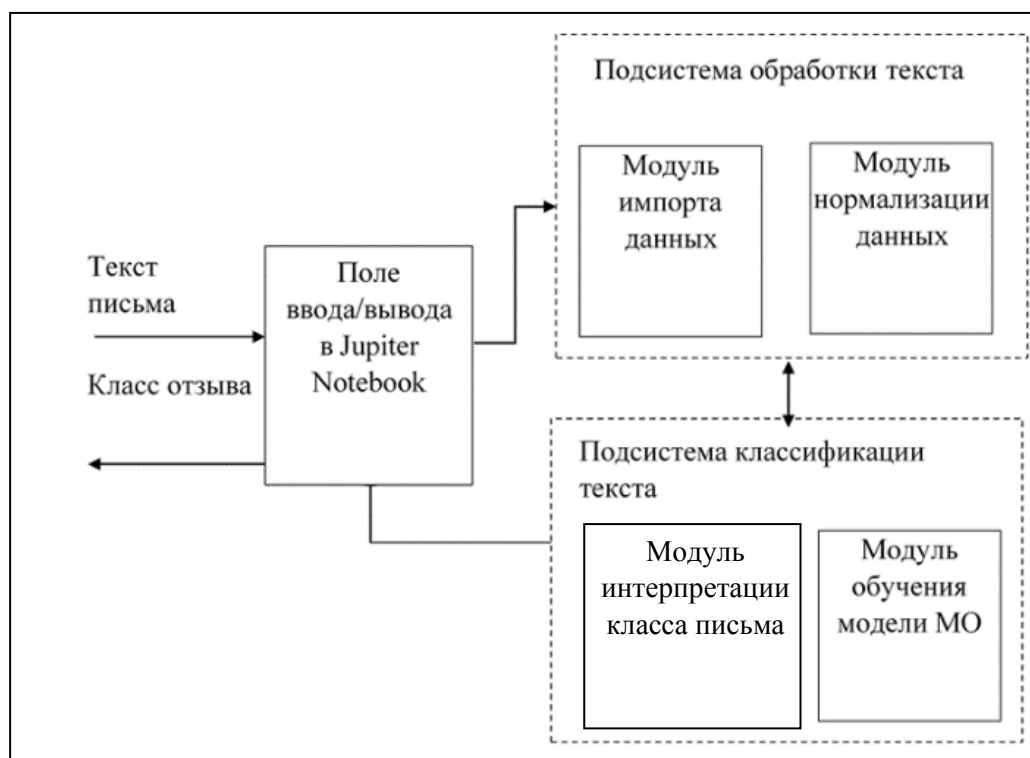 Подсистема обработки текста
Модуль
импорта
данных
Модуль
нормализации
данных
Текст
письма
Класс отзыва
Поле
ввода/вывода
в Jupiter
Notebook
Подсистема классификации
текста
Модуль
интерпретации
класса письма
Модуль
обучения
модели МО